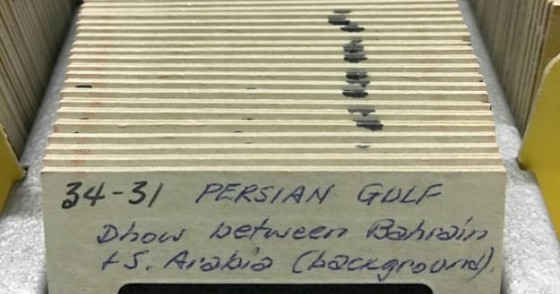 34-31 PERSIAN GULF
Dhow between Bahrain
+ S. Arabia (background).